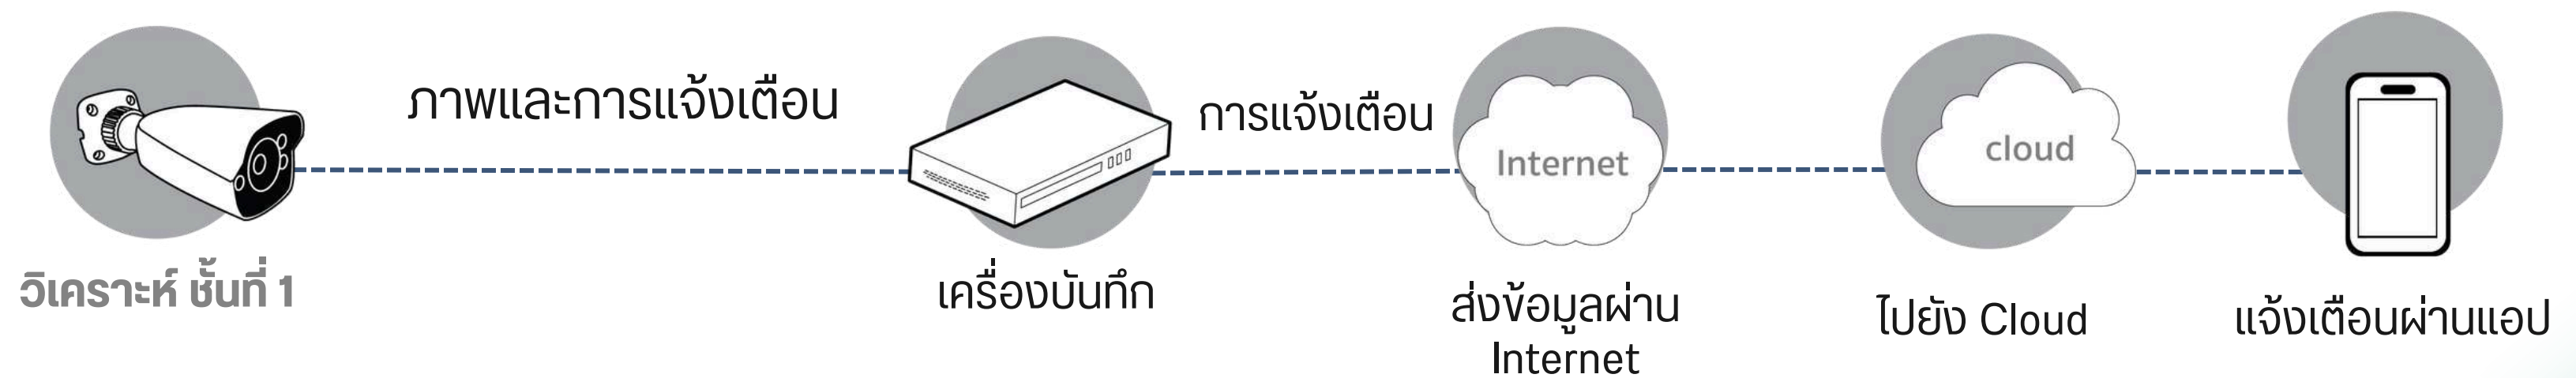 ภาพและการแจ้งเตือน
การแจ้งเตือน
Internet
cloud
วิเคราะห์ ชั้นที่ 1
เครื่องบันทึก
ส่งข้อมูลผ่าน
Internet
ไปยัง Cloud
แจ้งเตือนผ่านแอป